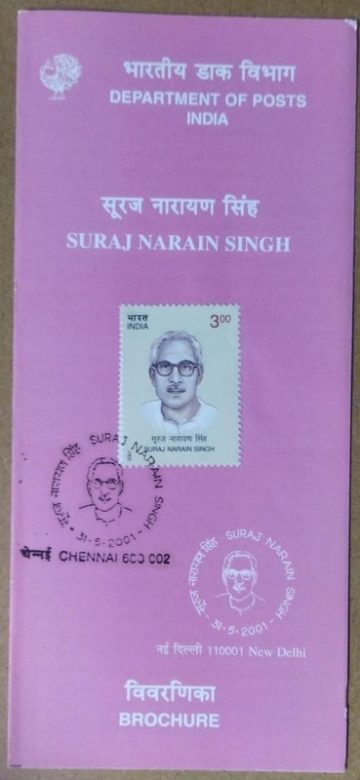 भारतीय डाक विभाग
DEPARTMENT OF POSTS
INDIA
सूरज नारायण सिंह
SURAJ NARAIN SINGH
भारत 3.00
INDIA
सूरज नारायण सिंह
SURAJ NARAIN SINGH
सूरज नारायण सिंह SURAJ NARAIN SINGH
- 31-5-2001 -
चेन्नई CHENNAI 600 002
सूरज नारायण सिंह SURAJ NARAIN SINGH
- 31-5-2001 -
नई दिल्ली 110001 New Delhi
विवरणिका
BROCHURE